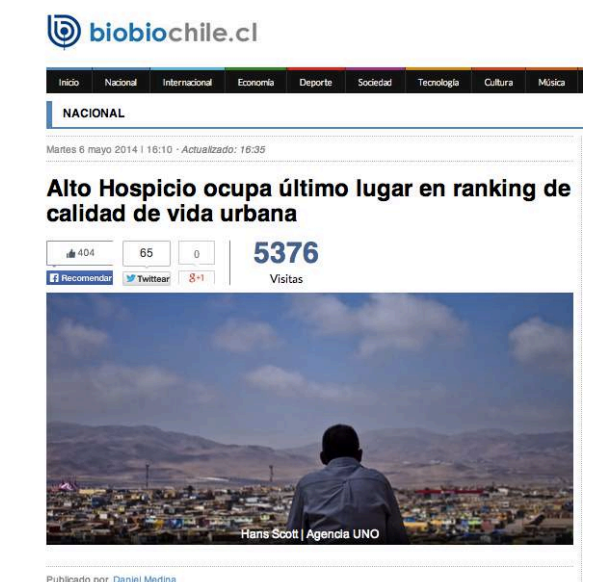 biobiochile.cl
Inicio Nacional Internacional Economía Deporte Sociedad Tecnología Cultura Música
NACIONAL
Martes 6 mayo 2014 | 16:10 · Actualizado: 16:35
Alto Hospicio ocupa último lugar en ranking de
calidad de vida urbana
404 65 0 5376
Recomendar Twittear +1 Visitas
Hans Scott | Agencia UNO
Publicado por Daniel Medina